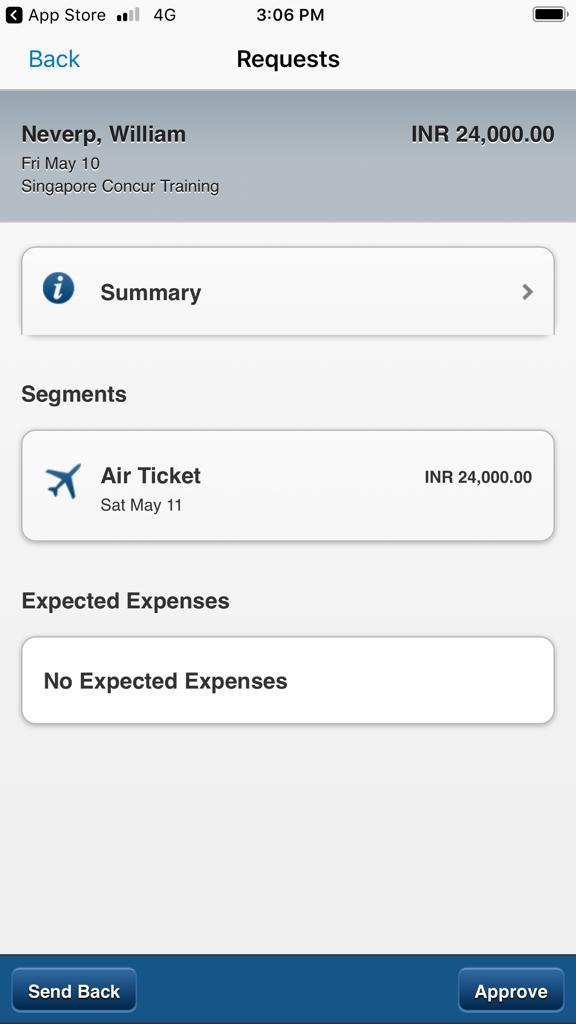 App Store 4G 3:06 PM
Back Requests
Neverp, William INR 24,000.00
Fri May 10
Singapore Concur Training
Summary
Segments
Air Ticket INR 24,000.00
Sat May 11
Expected Expenses
No Expected Expenses
Send Back Approve